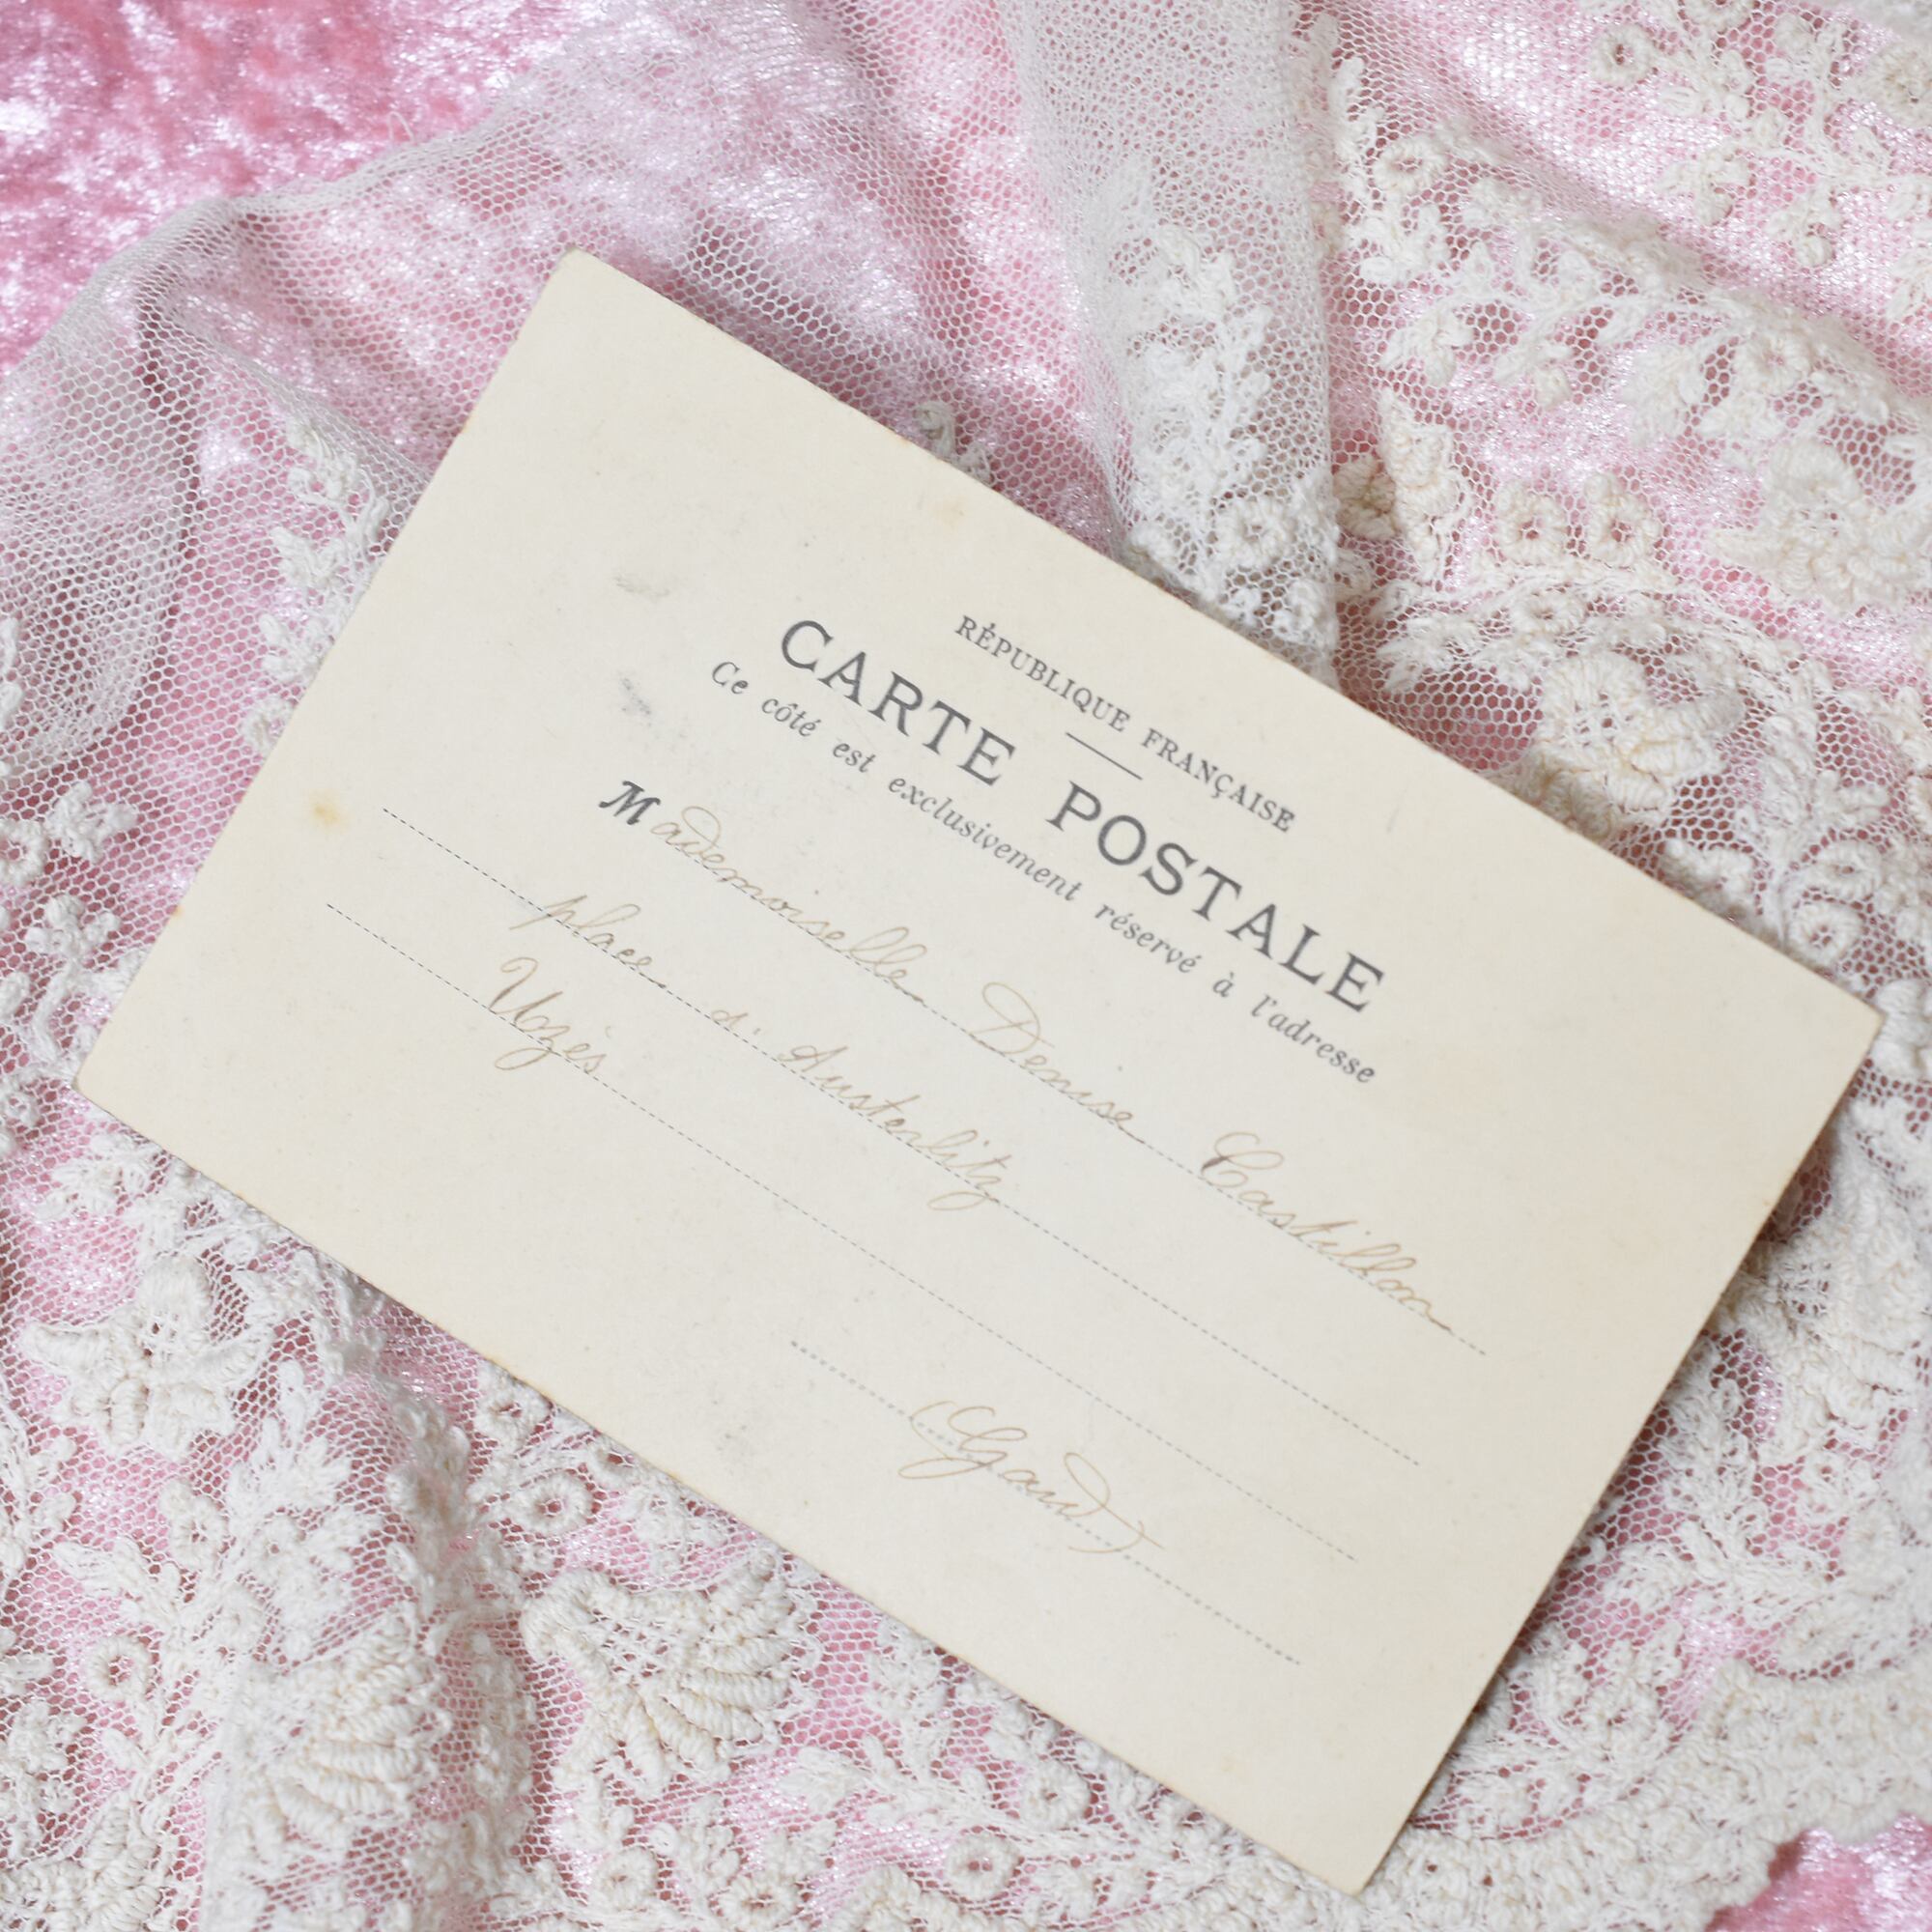 RÉPUBLIQUE FRANÇAISE
CARTE POSTALE
Ce côté est exclusivement réservé à l'adresse
Mademoiselle Denise Castillon
place d'Austerlitz
Uzès
(Gard)